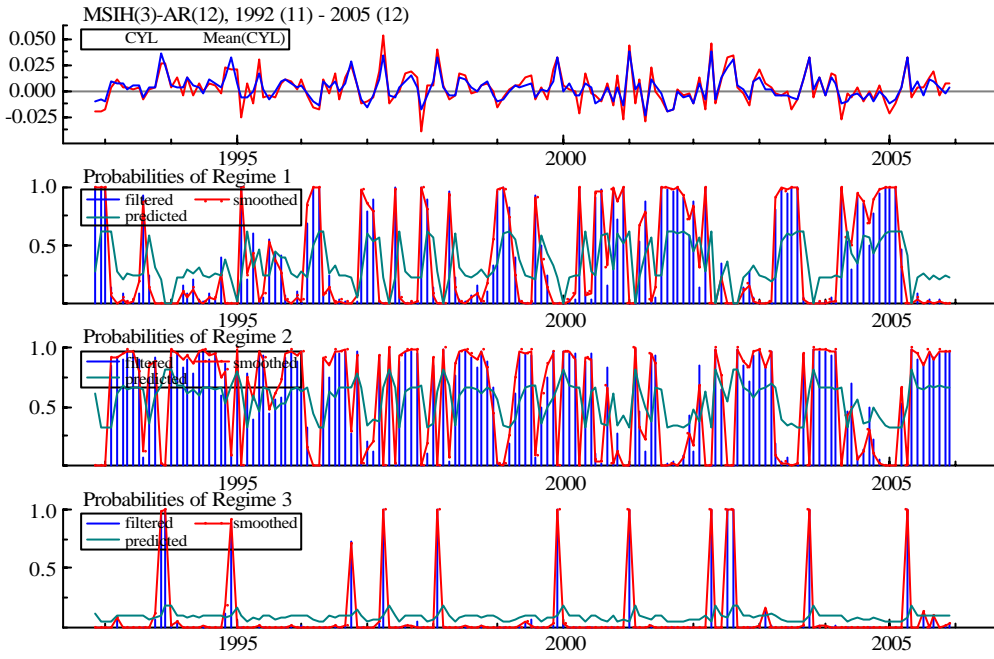 MSIH(3)-AR(12), 1992 (11) - 2005 (12)
CYL Mean(CYL)
0.050
0.025
0.000
-0.025
1995 2000 2005
Probabilities of Regime 1
1.0
filtered smoothed
predicted
0.5
1995 2000 2005
Probabilities of Regime 2
1.0
filtered smoothed
predicted
0.5
1995 2000 2005
Probabilities of Regime 3
1.0
filtered smoothed
predicted
0.5
1995 2000 2005